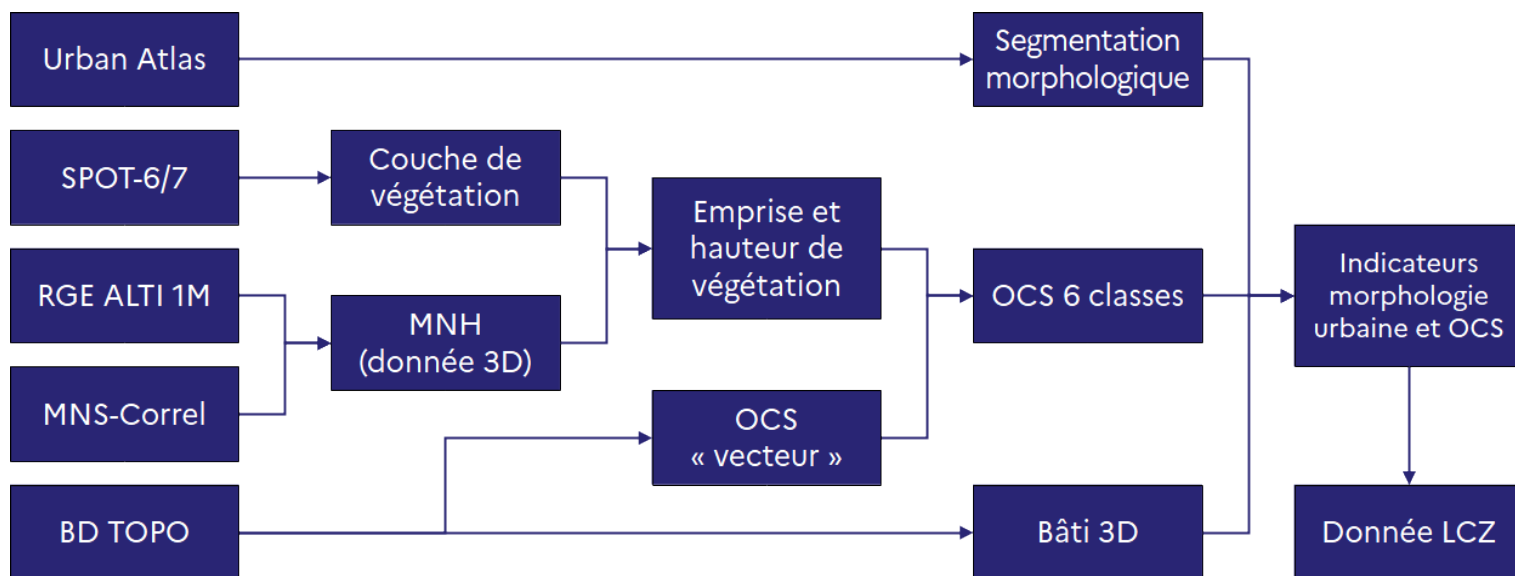 Urban Atlas
Segmentation
morphologique
SPOT-6/7
Couche de
végétation
Emprise et
hauteur de
végétation
RGE ALTI 1M
MNH
(donnée 3D)
OCS 6 classes
Indicateurs
morphologie
urbaine et OCS
MNS-Correl
OCS
« vecteur »
BD TOPO
Bâti 3D
Donnée LCZ